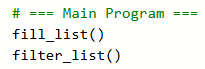 # === Main Program ===
fill_list()
filter_list()